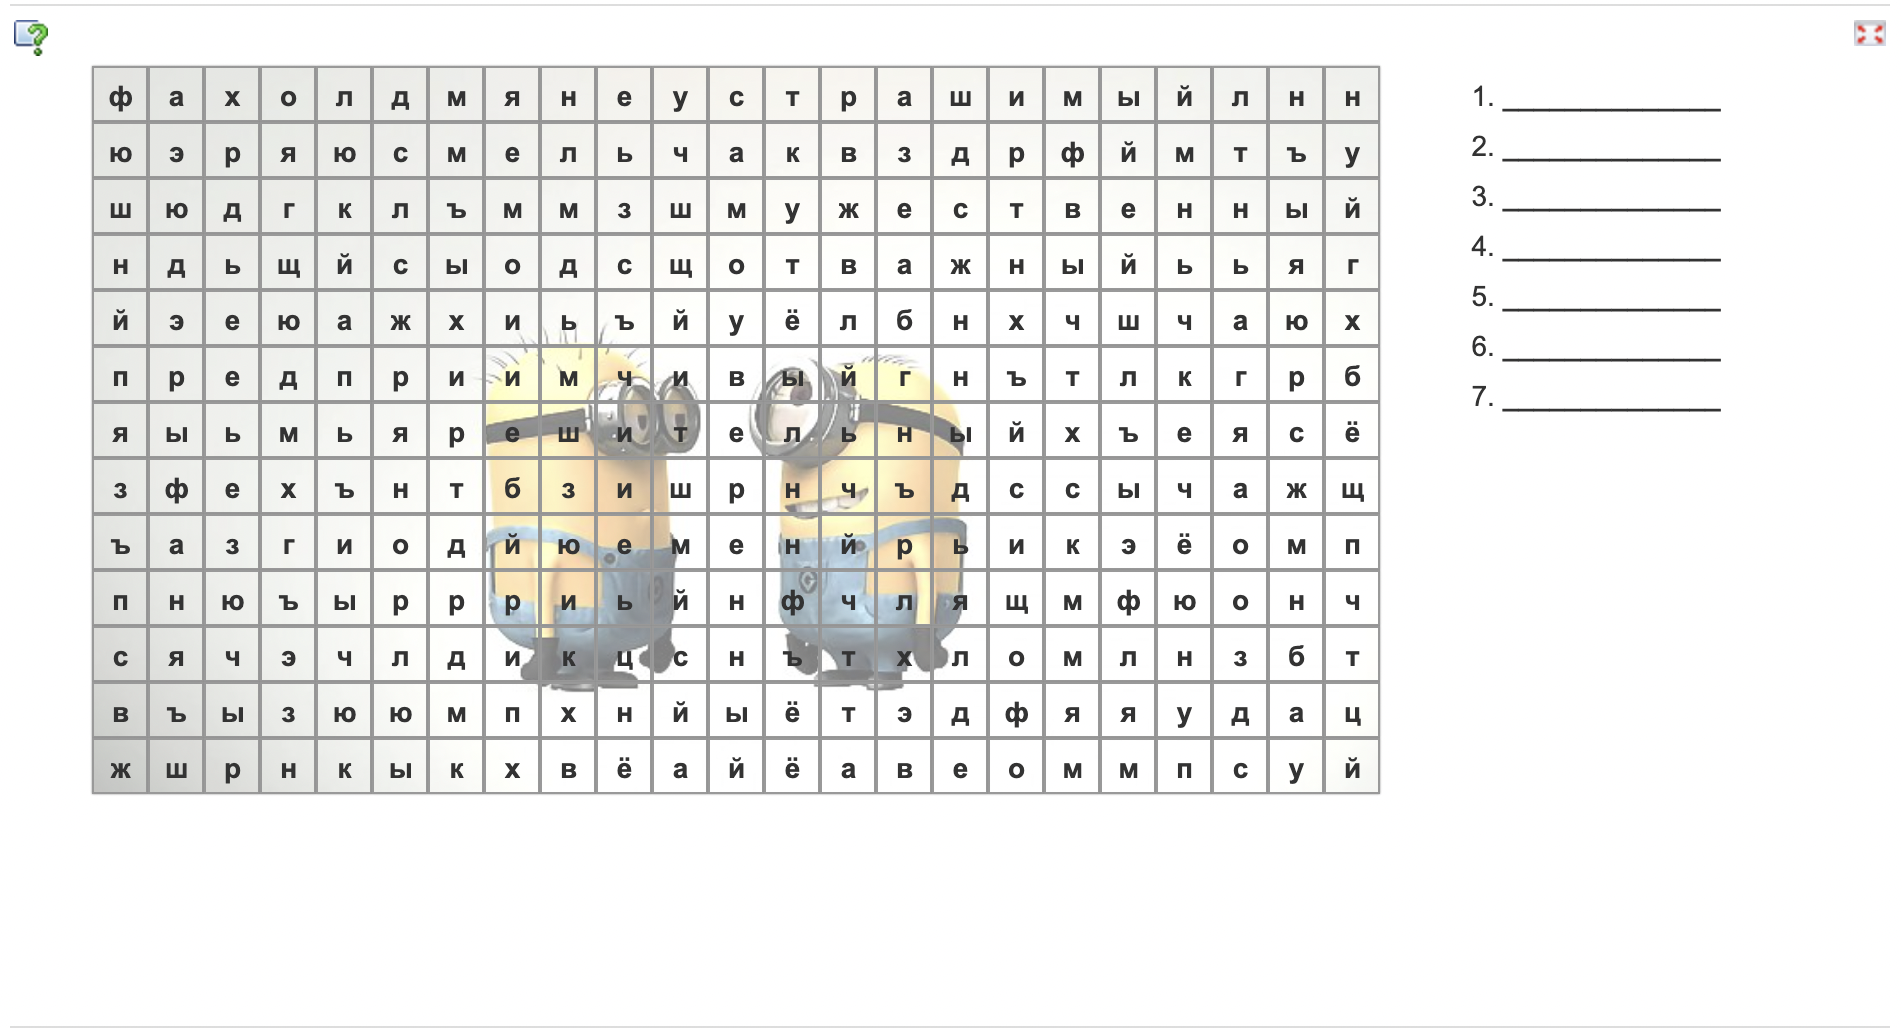 ф а х о л д м я н е у с т р а ш и м ы й л н н
ю э р я ю с м е л ь ч а к в з д р ф й м т ъ у
ш ю д г к л ъ м м з ш м у ж е с т в е н н ы й
н д ь щ й с ы о д с щ о т в а ж н ы й ь ь я г
й э е ю а ж х и ь ъ й у ё л б н х ч ш ч а ю х
п р е д п р и и м ч и в ы й г н ъ т л к г р б
я ы ь м ь я р е ш и т е л ь н ы й х ъ е я с ё
з ф е х ъ н т б з и ш р н ч ъ д с с ы ч а ж щ
ъ а з г и о д й ю е м е н й р ь и к э ё о м п
п н ю ъ ы р р р и ь й н ф ч л я щ м ф ю о н ч
с я ч э ч л д и к ц с н ъ т х л о м л н з б т
в ъ ы з ю ю м п х н й ы ё т э д ф я я у д а ц
ж ш р н к ы к х в ё а й ё а в е о м м п с у й
1. ______________
2. ______________
3. ______________
4. ______________
5. ______________
6. ______________
7. ______________